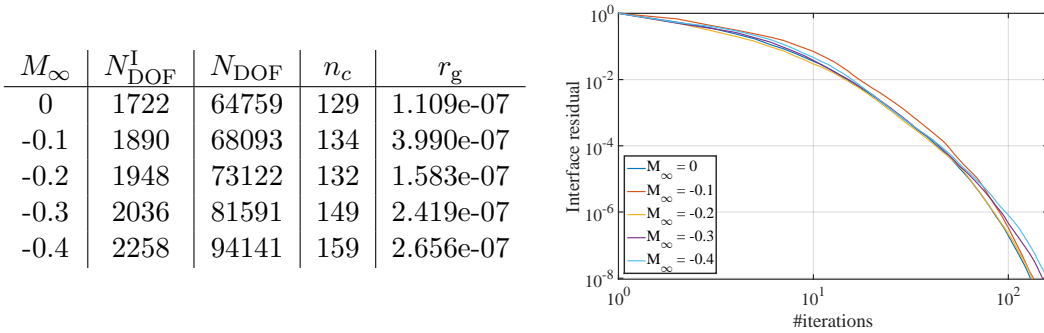 M∞ N^I_DOF N_DOF n_c r_g
0 1722 64759 129 1.109e-07
-0.1 1890 68093 134 3.990e-07
-0.2 1948 73122 132 1.583e-07
-0.3 2036 81591 149 2.419e-07
-0.4 2258 94141 159 2.656e-07
10^0
10^-2
10^-4
10^-6
10^-8
Interface residual
M∞ = 0
M∞ = -0.1
M∞ = -0.2
M∞ = -0.3
M∞ = -0.4
10^0 10^1 10^2
#iterations